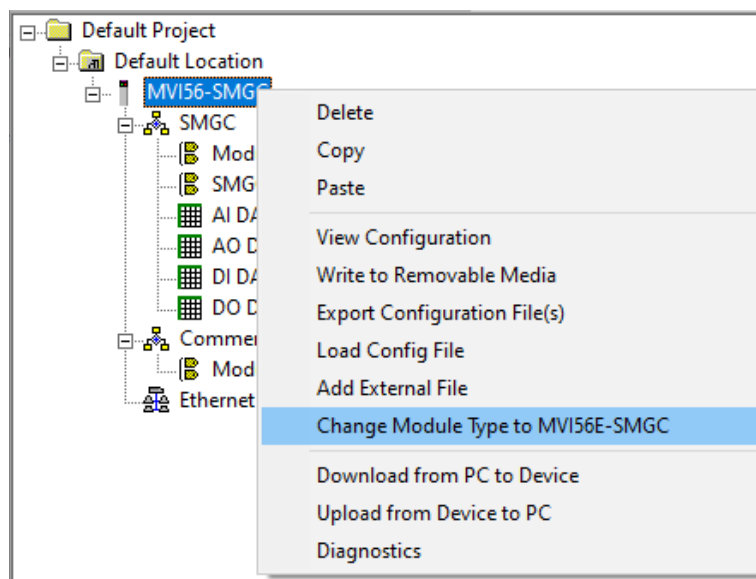 Default Project
Default Location
MVI56-SMGC
SMGC
Mod
SMG
AI DA
AO D
DI DA
DO D
Commer
Mod
Ethernet
Delete
Copy
Paste
View Configuration
Write to Removable Media
Export Configuration File(s)
Load Config File
Add External File
Change Module Type to MVI56E-SMGC
Download from PC to Device
Upload from Device to PC
Diagnostics